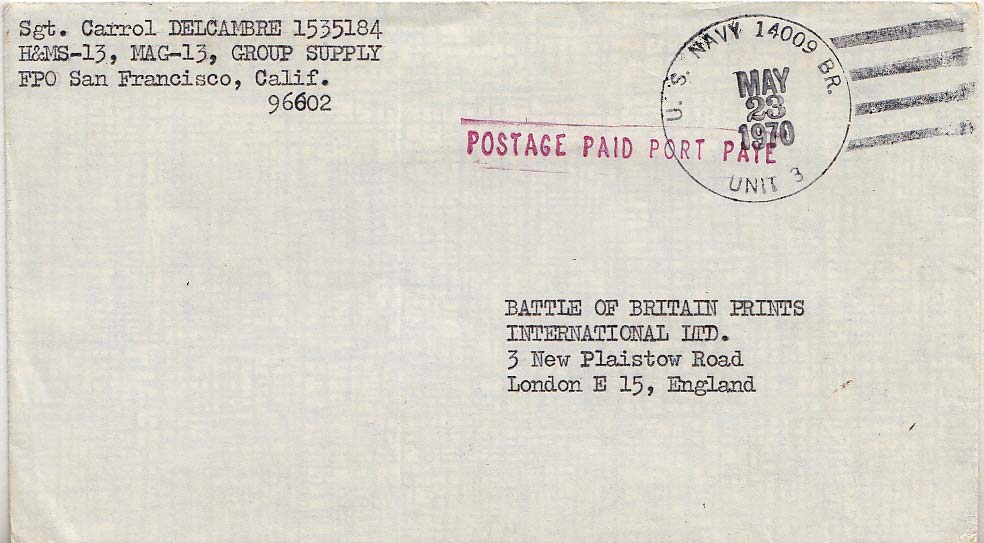 Sgt. Carrol DELCAMBRE 1535184
H&MS-13, MAG-13, GROUP SUPPLY
FPO San Francisco, Calif.
96602
U. S. NAVY 14009 BR.
MAY
23
1970
UNIT 3
POSTAGE PAID PORT PAYE
BATTLE OF BRITAIN PRINTS
INTERNATIONAL LTD.
3 New Plaistow Road
London E 15, England